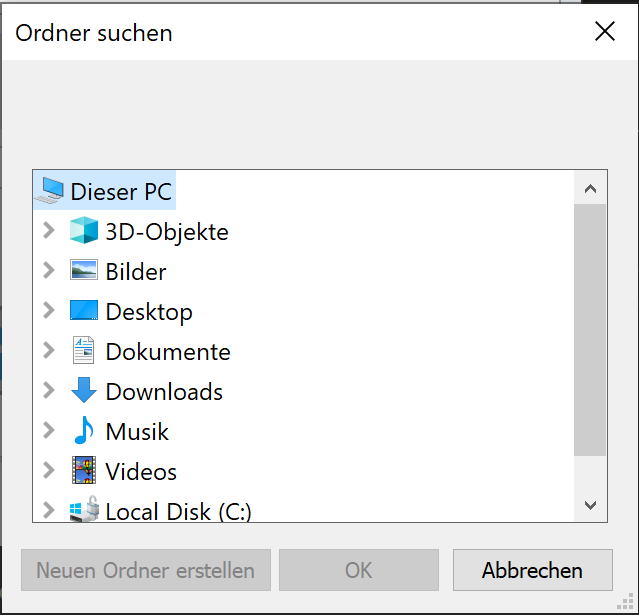 Ordner suchen
Dieser PC
3D-Objekte
Bilder
Desktop
Dokumente
Downloads
Musik
Videos
Local Disk (C:)
Neuen Ordner erstellen
OK
Abbrechen